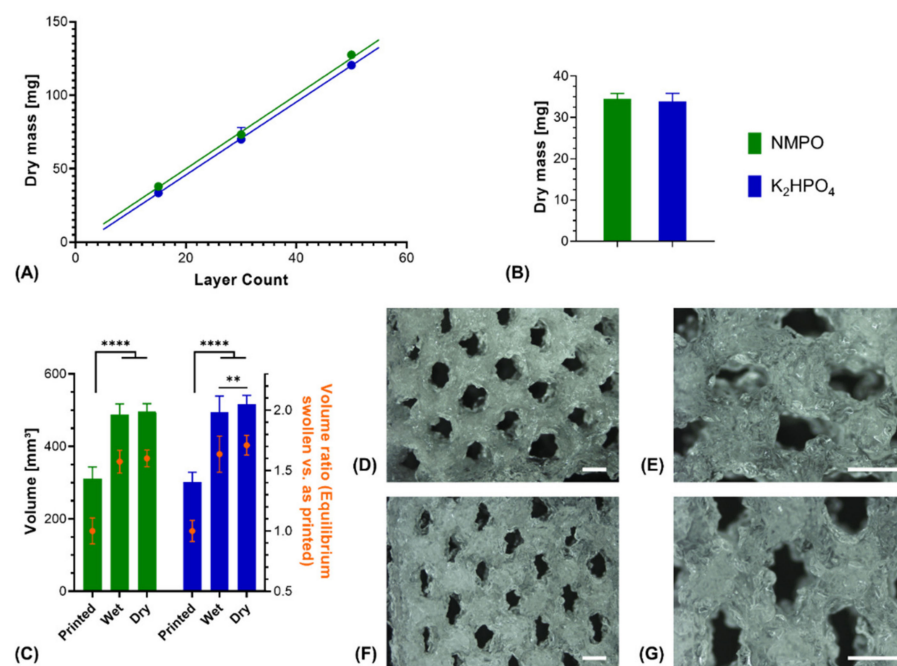 150
100
50
0
Dry mass [mg]
0
20
40
60
Layer Count
(A)
40
30
20
10
0
Dry mass [mg]
(B)
NMPO
K₂HPO₄
****
****
**
600
400
200
0
Volume [mm³]
2.0
1.5
1.0
0.5
Volume ratio (Equilibrium
swollen vs. as printed)
Printed
Wet
Dry
Printed
Wet
Dry
(C)
(D)
(E)
(F)
(G)